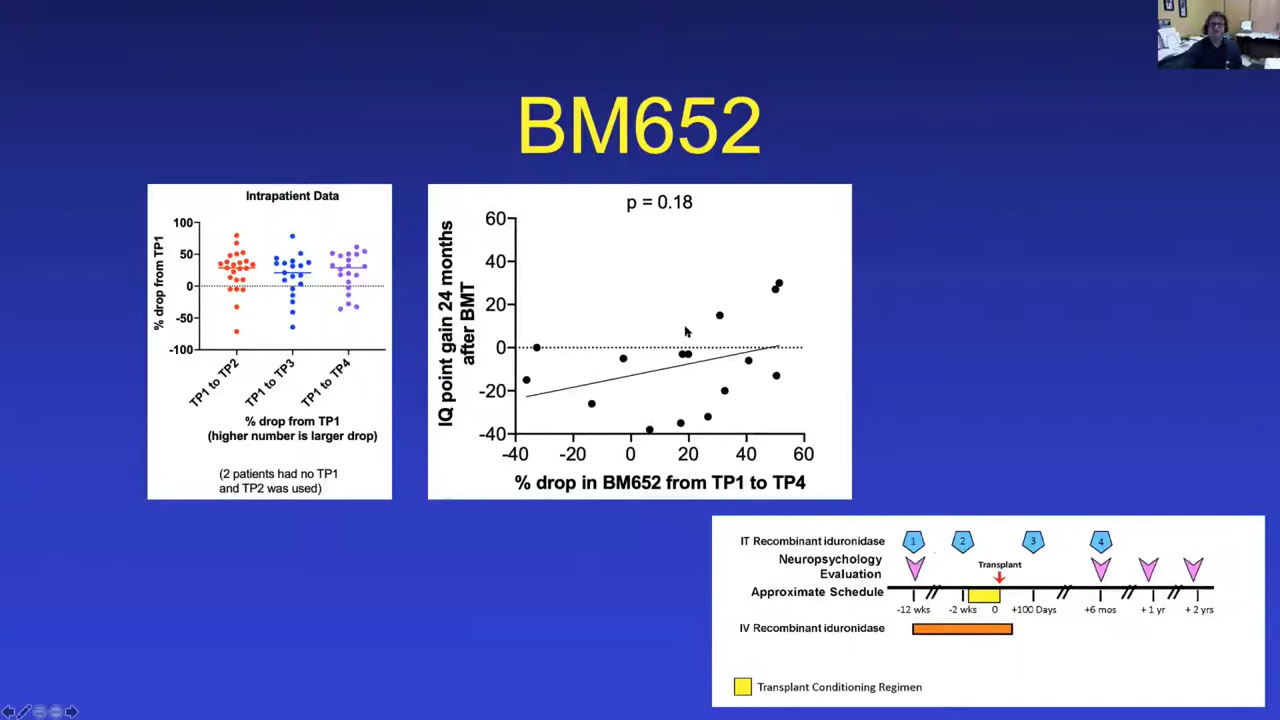 BM652
Intrapatient Data
% drop from TP1
100
50
0
-50
-100
TP1 to TP2
TP1 to TP3
TP1 to TP4
% drop from TP1
(higher number is larger drop)
(2 patients had no TP1
and TP2 was used)
p = 0.18
IQ point gain 24 months
after BMT
60
40
20
0
-20
-40
-40 -20 0 20 40 60
% drop in BM652 from TP1 to TP4
IT Recombinant iduronidase 1 2 3 4
Neuropsychology
Evaluation
Transplant
Approximate Schedule
-12 wks -2 wks 0 +100 Days +6 mos + 1 yr + 2 yrs
IV Recombinant iduronidase
Transplant Conditioning Regimen